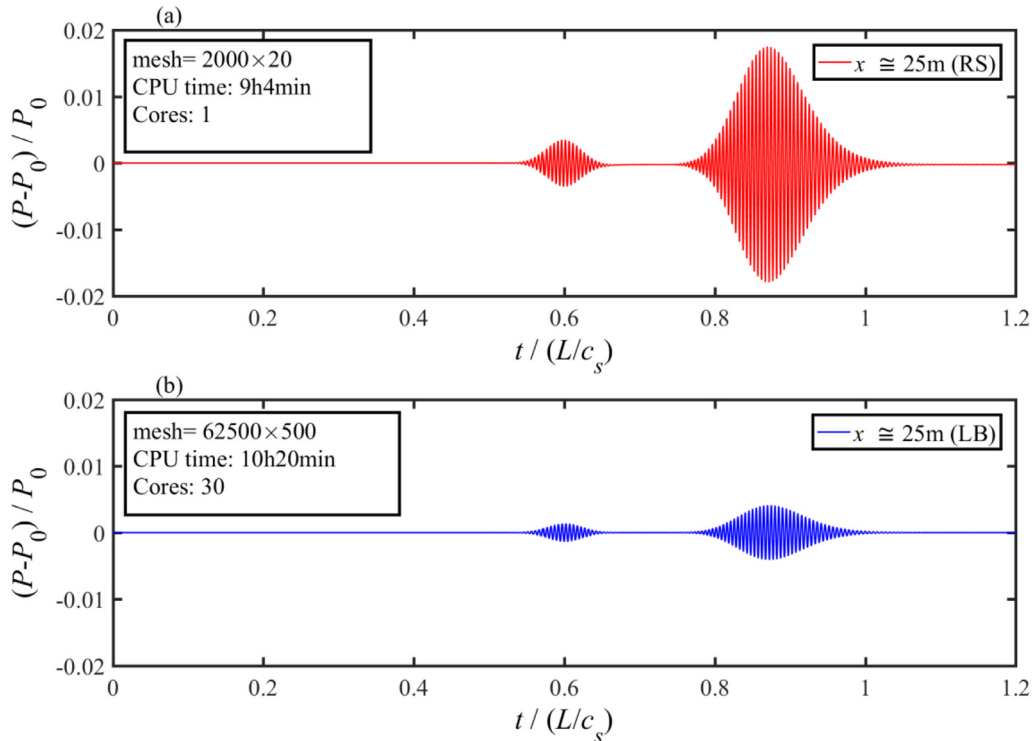 (a)
0.02
mesh= 2000×20
CPU time: 9h4min
Cores: 1
x ≅ 25m (RS)
0.01
0
-0.01
-0.02
(P-P0) / P0
0 0.2 0.4 0.6 0.8 1 1.2
t / (L/cs)
(b)
0.02
mesh= 62500×500
CPU time: 10h20min
Cores: 30
x ≅ 25m (LB)
0.01
0
-0.01
-0.02
(P-P0) / P0
0 0.2 0.4 0.6 0.8 1 1.2
t / (L/cs)